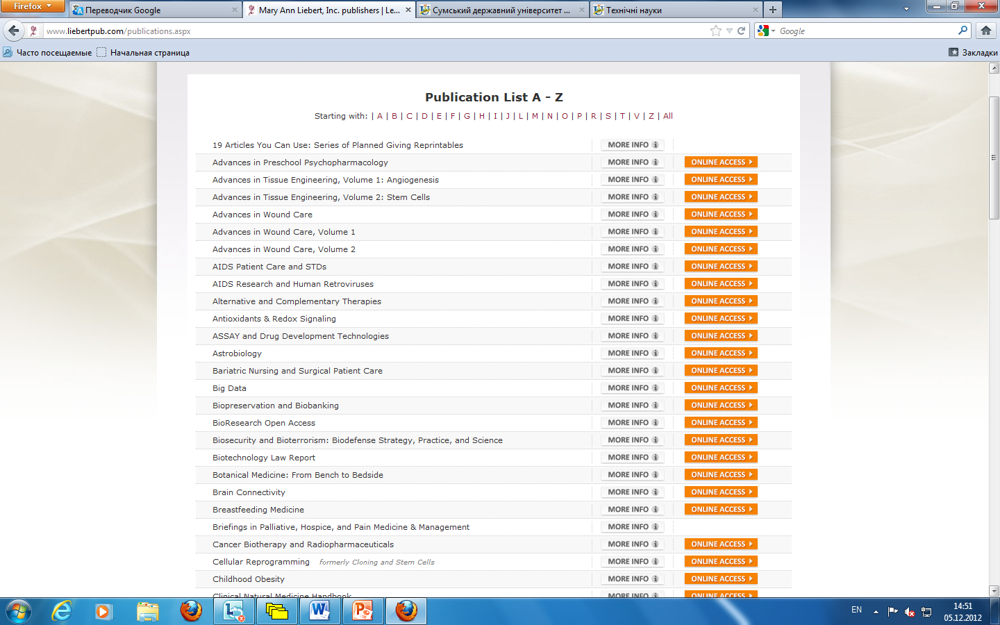 Firefox
Переводчик Google
Mary Ann Liebert, Inc. publishers | Le...
Сумський державний університет ...
Технічні науки
www.liebertpub.com/publications.aspx
Google
Часто посещаемые
Начальная страница
Закладки
Publication List A - Z
Starting with: | A | B | C | D | E | F | G | H | I | J | L | M | N | O | P | R | S | T | V | Z | All
19 Articles You Can Use: Series of Planned Giving Reprintables MORE INFO
Advances in Preschool Psychopharmacology MORE INFO ONLINE ACCESS
Advances in Tissue Engineering, Volume 1: Angiogenesis MORE INFO ONLINE ACCESS
Advances in Tissue Engineering, Volume 2: Stem Cells MORE INFO ONLINE ACCESS
Advances in Wound Care MORE INFO ONLINE ACCESS
Advances in Wound Care, Volume 1 MORE INFO ONLINE ACCESS
Advances in Wound Care, Volume 2 MORE INFO ONLINE ACCESS
AIDS Patient Care and STDs MORE INFO ONLINE ACCESS
AIDS Research and Human Retroviruses MORE INFO ONLINE ACCESS
Alternative and Complementary Therapies MORE INFO ONLINE ACCESS
Antioxidants & Redox Signaling MORE INFO ONLINE ACCESS
ASSAY and Drug Development Technologies MORE INFO ONLINE ACCESS
Astrobiology MORE INFO ONLINE ACCESS
Bariatric Nursing and Surgical Patient Care MORE INFO ONLINE ACCESS
Big Data MORE INFO ONLINE ACCESS
Biopreservation and Biobanking MORE INFO ONLINE ACCESS
BioResearch Open Access MORE INFO ONLINE ACCESS
Biosecurity and Bioterrorism: Biodefense Strategy, Practice, and Science MORE INFO ONLINE ACCESS
Biotechnology Law Report MORE INFO ONLINE ACCESS
Botanical Medicine: From Bench to Bedside MORE INFO ONLINE ACCESS
Brain Connectivity MORE INFO ONLINE ACCESS
Breastfeeding Medicine MORE INFO ONLINE ACCESS
Briefings in Palliative, Hospice, and Pain Medicine & Management MORE INFO
Cancer Biotherapy and Radiopharmaceuticals MORE INFO ONLINE ACCESS
Cellular Reprogramming formerly Cloning and Stem Cells MORE INFO ONLINE ACCESS
Childhood Obesity MORE INFO ONLINE ACCESS
Clinical Natural Medicine Handbook MORE INFO ONLINE ACCESS
EN
14:51
05.12.2012